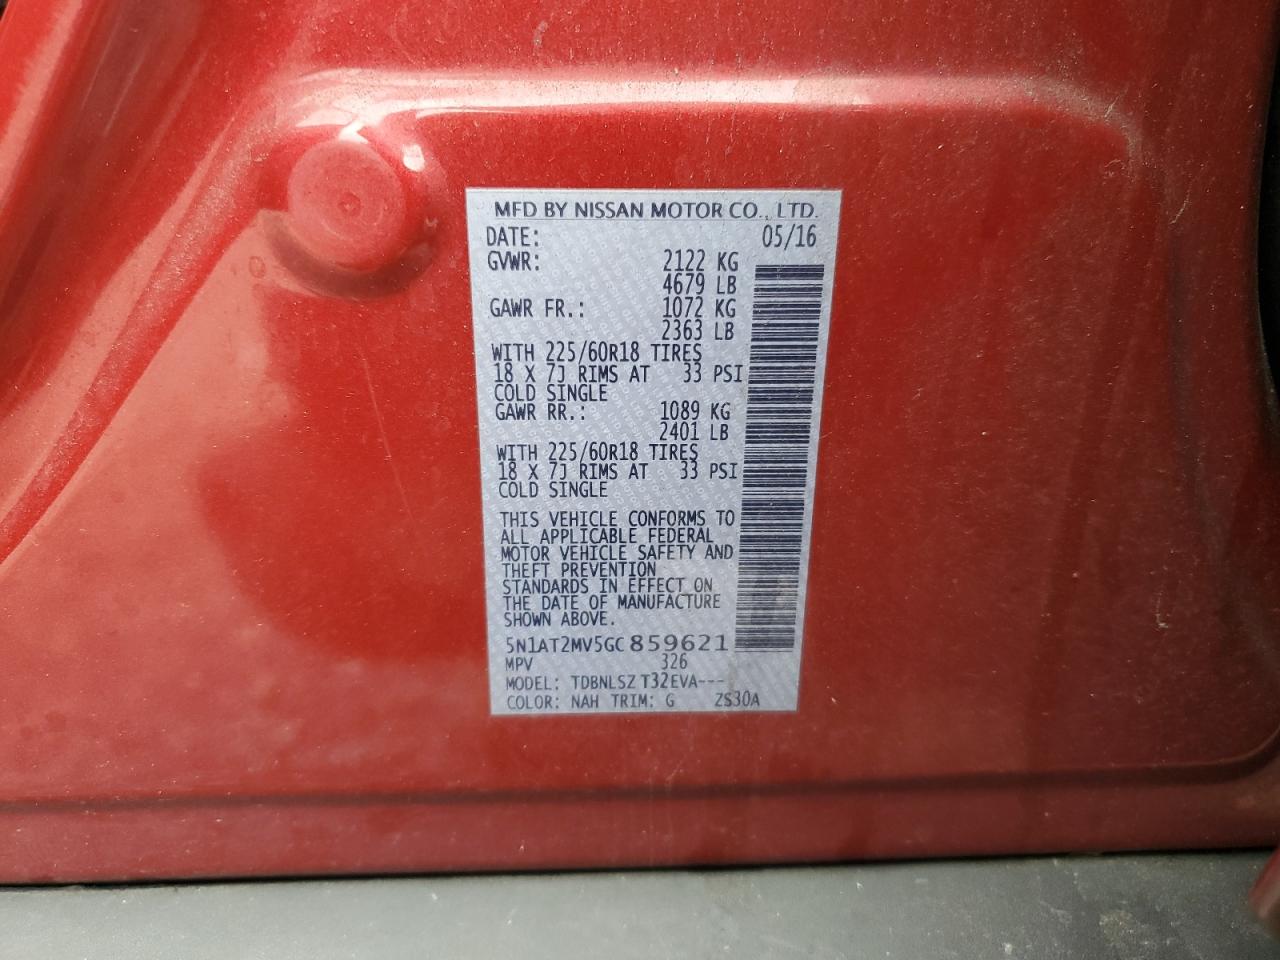 MFD BY NISSAN MOTOR CO., LTD.
DATE: 05/16
GVWR: 2122 KG
4679 LB
GAWR FR.: 1072 KG
2363 LB
WITH 225/60R18 TIRES
18 X 7J RIMS AT 33 PSI
COLD SINGLE
GAWR RR.: 1089 KG
2401 LB
WITH 225/60R18 TIRES
18 X 7J RIMS AT 33 PSI
COLD SINGLE
THIS VEHICLE CONFORMS TO
ALL APPLICABLE FEDERAL
MOTOR VEHICLE SAFETY AND
THEFT PREVENTION
STANDARDS IN EFFECT ON
THE DATE OF MANUFACTURE
SHOWN ABOVE.
5N1AT2MV5GC859621
MPV 326
MODEL: TDBNLSZ T32EVA---
COLOR: NAH TRIM: G ZS30A